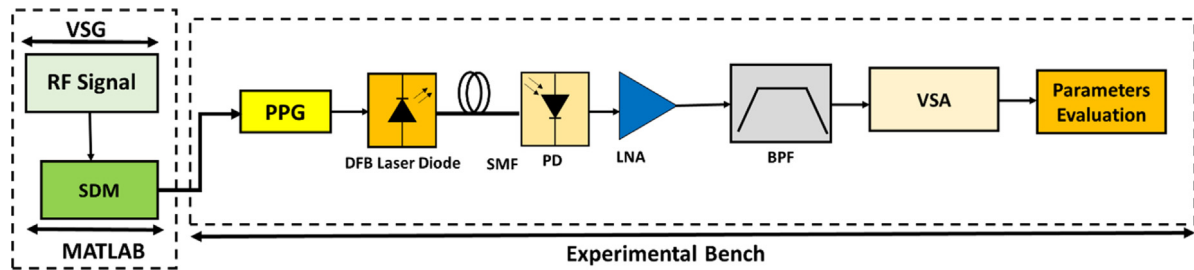 VSG
RF Signal
SDM
MATLAB
PPG
DFB Laser Diode
SMF
PD
LNA
BPF
VSA
Parameters
Evaluation
Experimental Bench